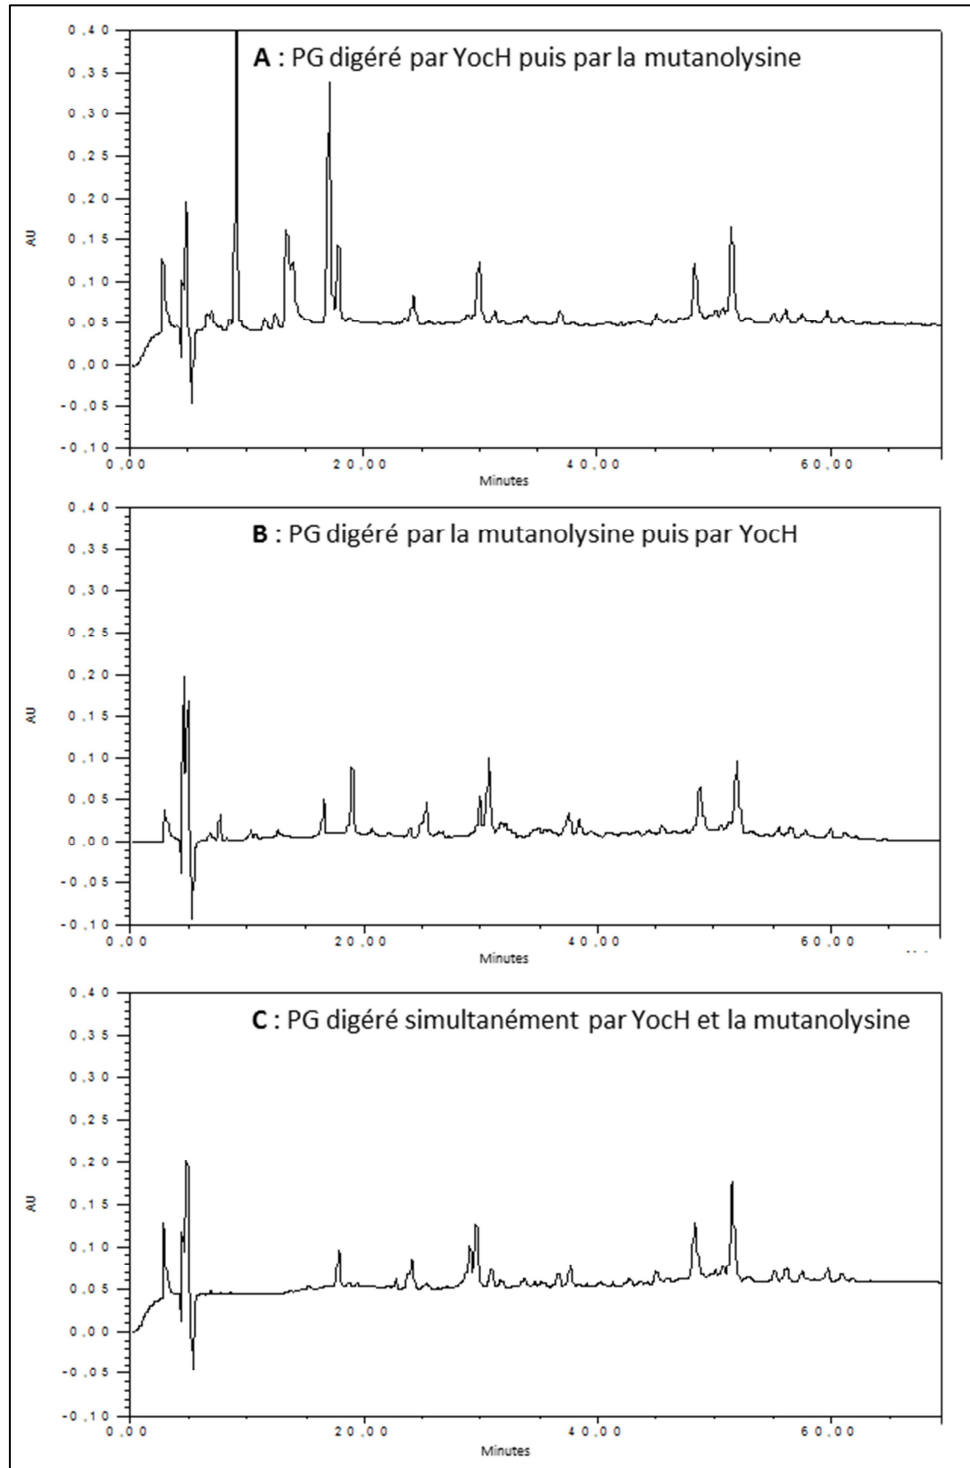 A : PG digéré par YocH puis par la mutanolysine
0,40
0,35
0,30
0,25
0,20
0,15
0,10
0,05
0,00
-0,05
-0,10
AU
0,00 20,00 40,00 60,00
Minutes
B : PG digéré par la mutanolysine puis par YocH
0,40
0,35
0,30
0,25
0,20
0,15
0,10
0,05
0,00
-0,05
-0,10
AU
0,00 20,00 40,00 60,00
Minutes
C : PG digéré simultanément par YocH et la mutanolysine
0,40
0,35
0,30
0,25
0,20
0,15
0,10
0,05
0,00
-0,05
-0,10
AU
0,00 20,00 40,00 60,00
Minutes